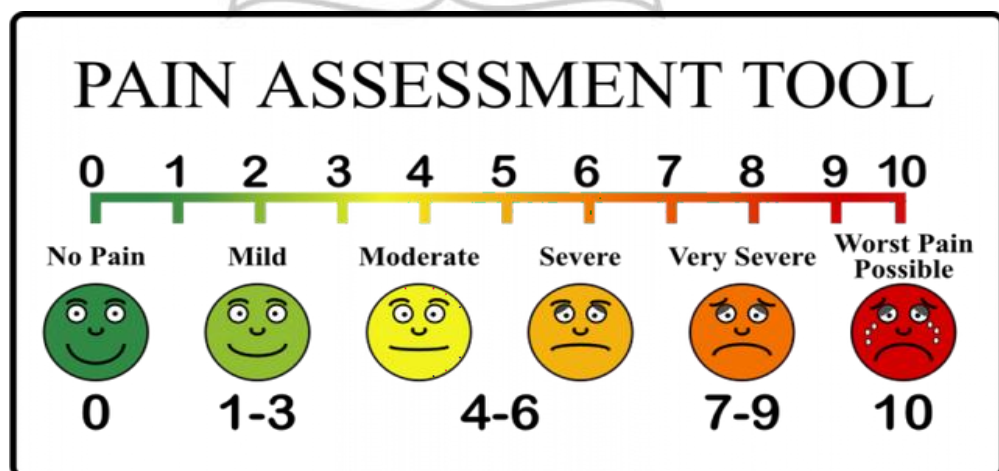 PAIN ASSESSMENT TOOL
0 1 2 3 4 5 6 7 8 9 10
No Pain Mild Moderate Severe Very Severe Worst Pain
Possible
0 1-3 4-6 7-9 10